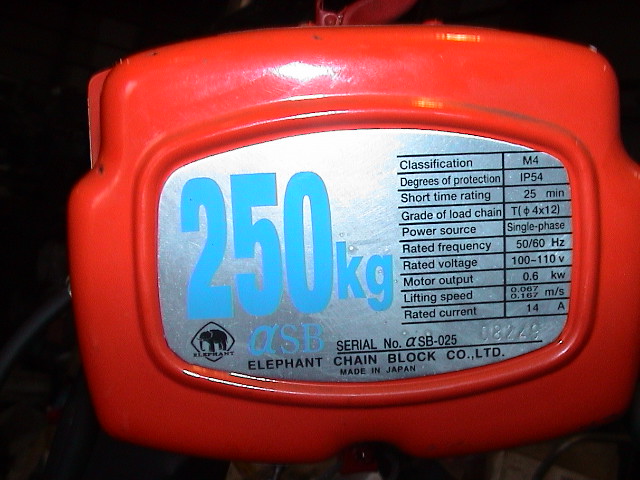 250kg
Classification M4
Degrees of protection IP54
Short time rating 25 min
Grade of load chain T(φ4x12)
Power source Single-phase
Rated frequency 50/60 Hz
Rated voltage 100-110 v
Motor output 0.6 kw
Lifting speed 0.067 0.167 m/s
Rated current 14 A
ELEPHANT
αSB
SERIAL No. αSB-025
ELEPHANT CHAIN BLOCK CO.,LTD.
MADE IN JAPAN